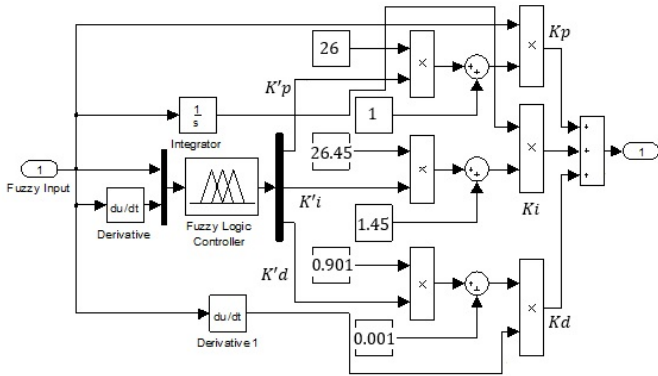 Kp
26
×
×
K'p
1
1
s
Integrator
26.45
Ki
×
×
1
Fuzzy Input
1
K'i
du/dt
Derivative
Fuzzy Logic
Controller
1.45
K'd
0.901
×
×
Kd
du/dt
Derivative 1
0.001